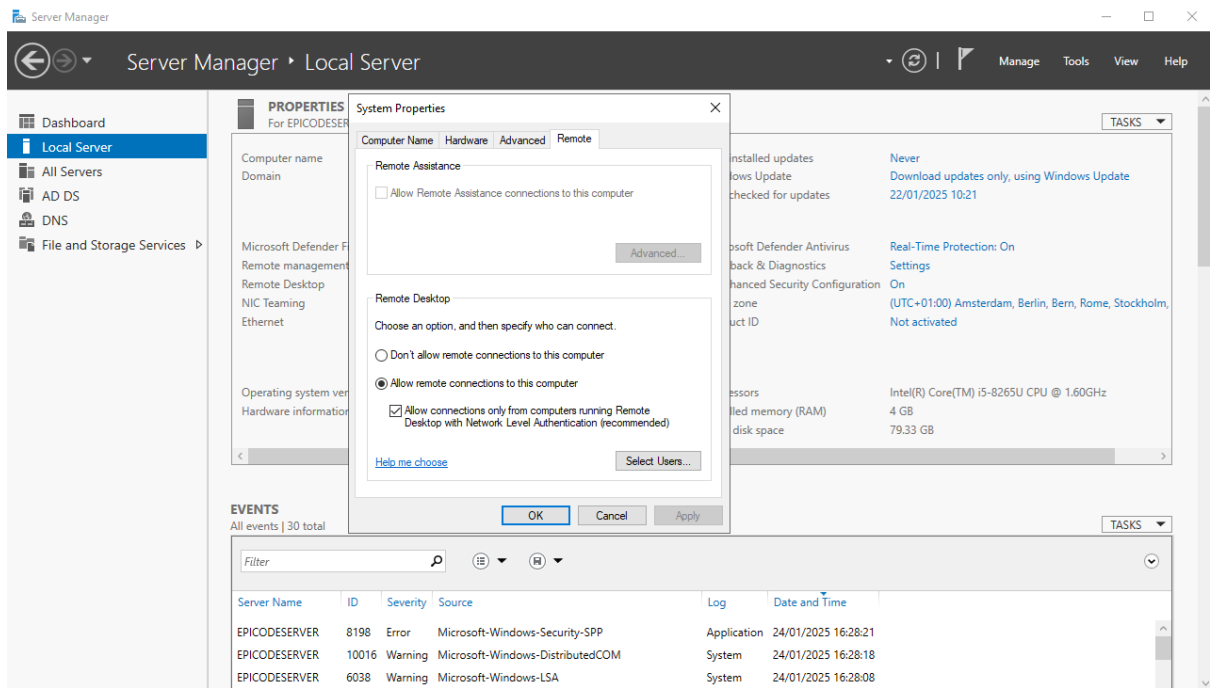 Server Manager
Server Manager ‣ Local Server
Manage Tools View Help
Dashboard
Local Server
All Servers
AD DS
DNS
File and Storage Services
PROPERTIES
For EPICODESER
TASKS
Computer name
Domain
Microsoft Defender Fi
Remote management
Remote Desktop
NIC Teaming
Ethernet
Operating system ver
Hardware information
System Properties
Computer Name Hardware Advanced Remote
Remote Assistance
Allow Remote Assistance connections to this computer
Advanced...
Remote Desktop
Choose an option, and then specify who can connect.
Don't allow remote connections to this computer
Allow remote connections to this computer
Allow connections only from computers running Remote
Desktop with Network Level Authentication (recommended)
Help me choose
Select Users...
OK Cancel Apply
installed updates Never
dows Update Download updates only, using Windows Update
checked for updates 22/01/2025 10:21
osoft Defender Antivirus Real-Time Protection: On
back & Diagnostics Settings
hanced Security Configuration On
zone (UTC+01:00) Amsterdam, Berlin, Bern, Rome, Stockholm,
uct ID Not activated
essors Intel(R) Core(TM) i5-8265U CPU @ 1.60GHz
lled memory (RAM) 4 GB
disk space 79.33 GB
EVENTS
All events | 30 total
TASKS
Filter
Server Name ID Severity Source Log Date and Time
EPICODESERVER 8198 Error Microsoft-Windows-Security-SPP Application 24/01/2025 16:28:21
EPICODESERVER 10016 Warning Microsoft-Windows-DistributedCOM System 24/01/2025 16:28:18
EPICODESERVER 6038 Warning Microsoft-Windows-LSA System 24/01/2025 16:28:08